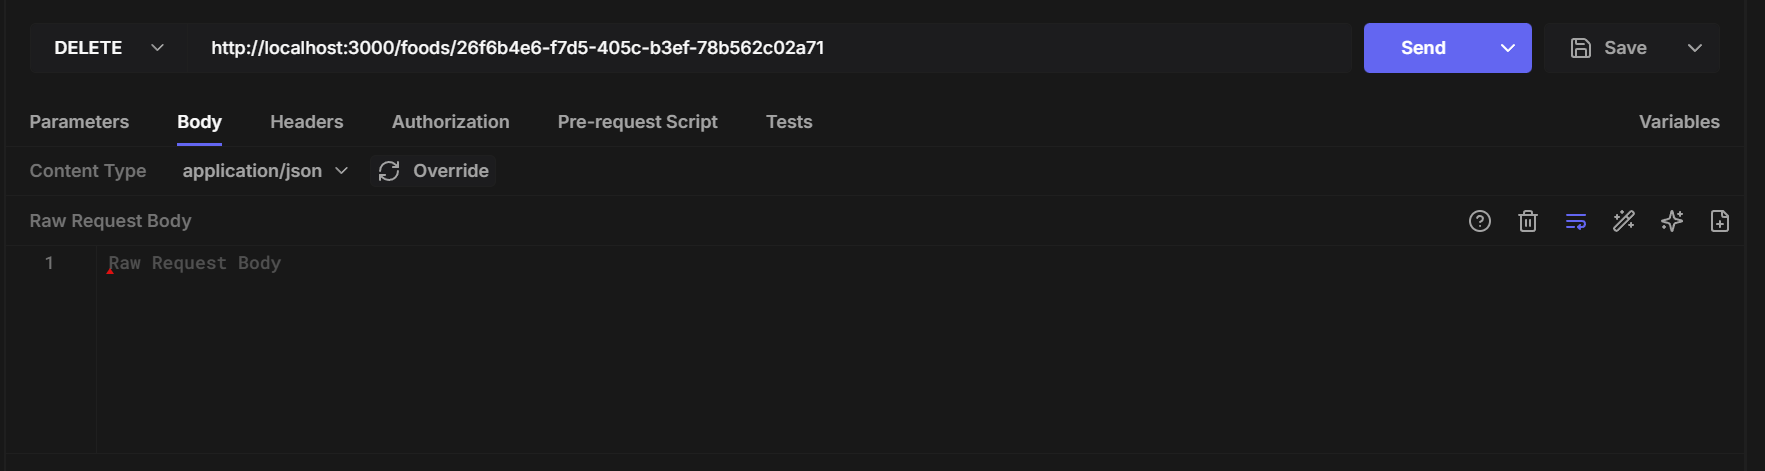 DELETE http://localhost:3000/foods/26f6b4e6-f7d5-405c-b3ef-78b562c02a71 Send Save
Parameters Body Headers Authorization Pre-request Script Tests Variables
Content Type application/json Override
Raw Request Body
1 Raw Request Body